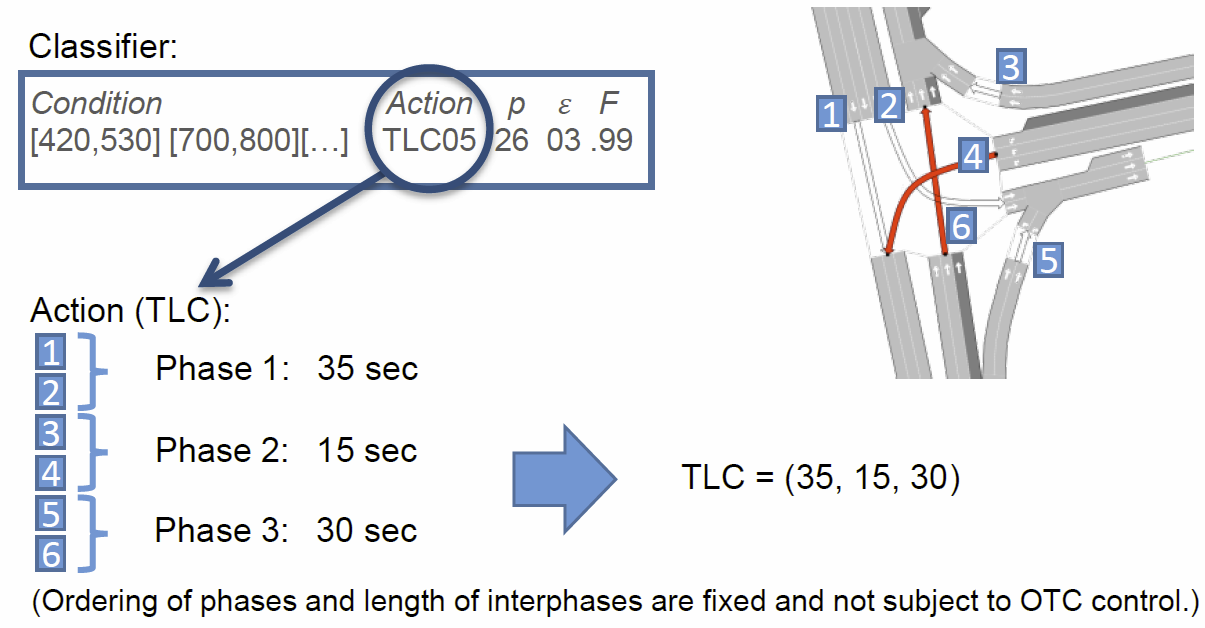 Classifier:
Condition Action p ε F
[420,530] [700,800][…] TLC05 26 03 .99
1
2
3
4
6
5
Action (TLC):
1
2
Phase 1: 35 sec
3
4
Phase 2: 15 sec
5
6
Phase 3: 30 sec
TLC = (35, 15, 30)
(Ordering of phases and length of interphases are fixed and not subject to OTC control.)